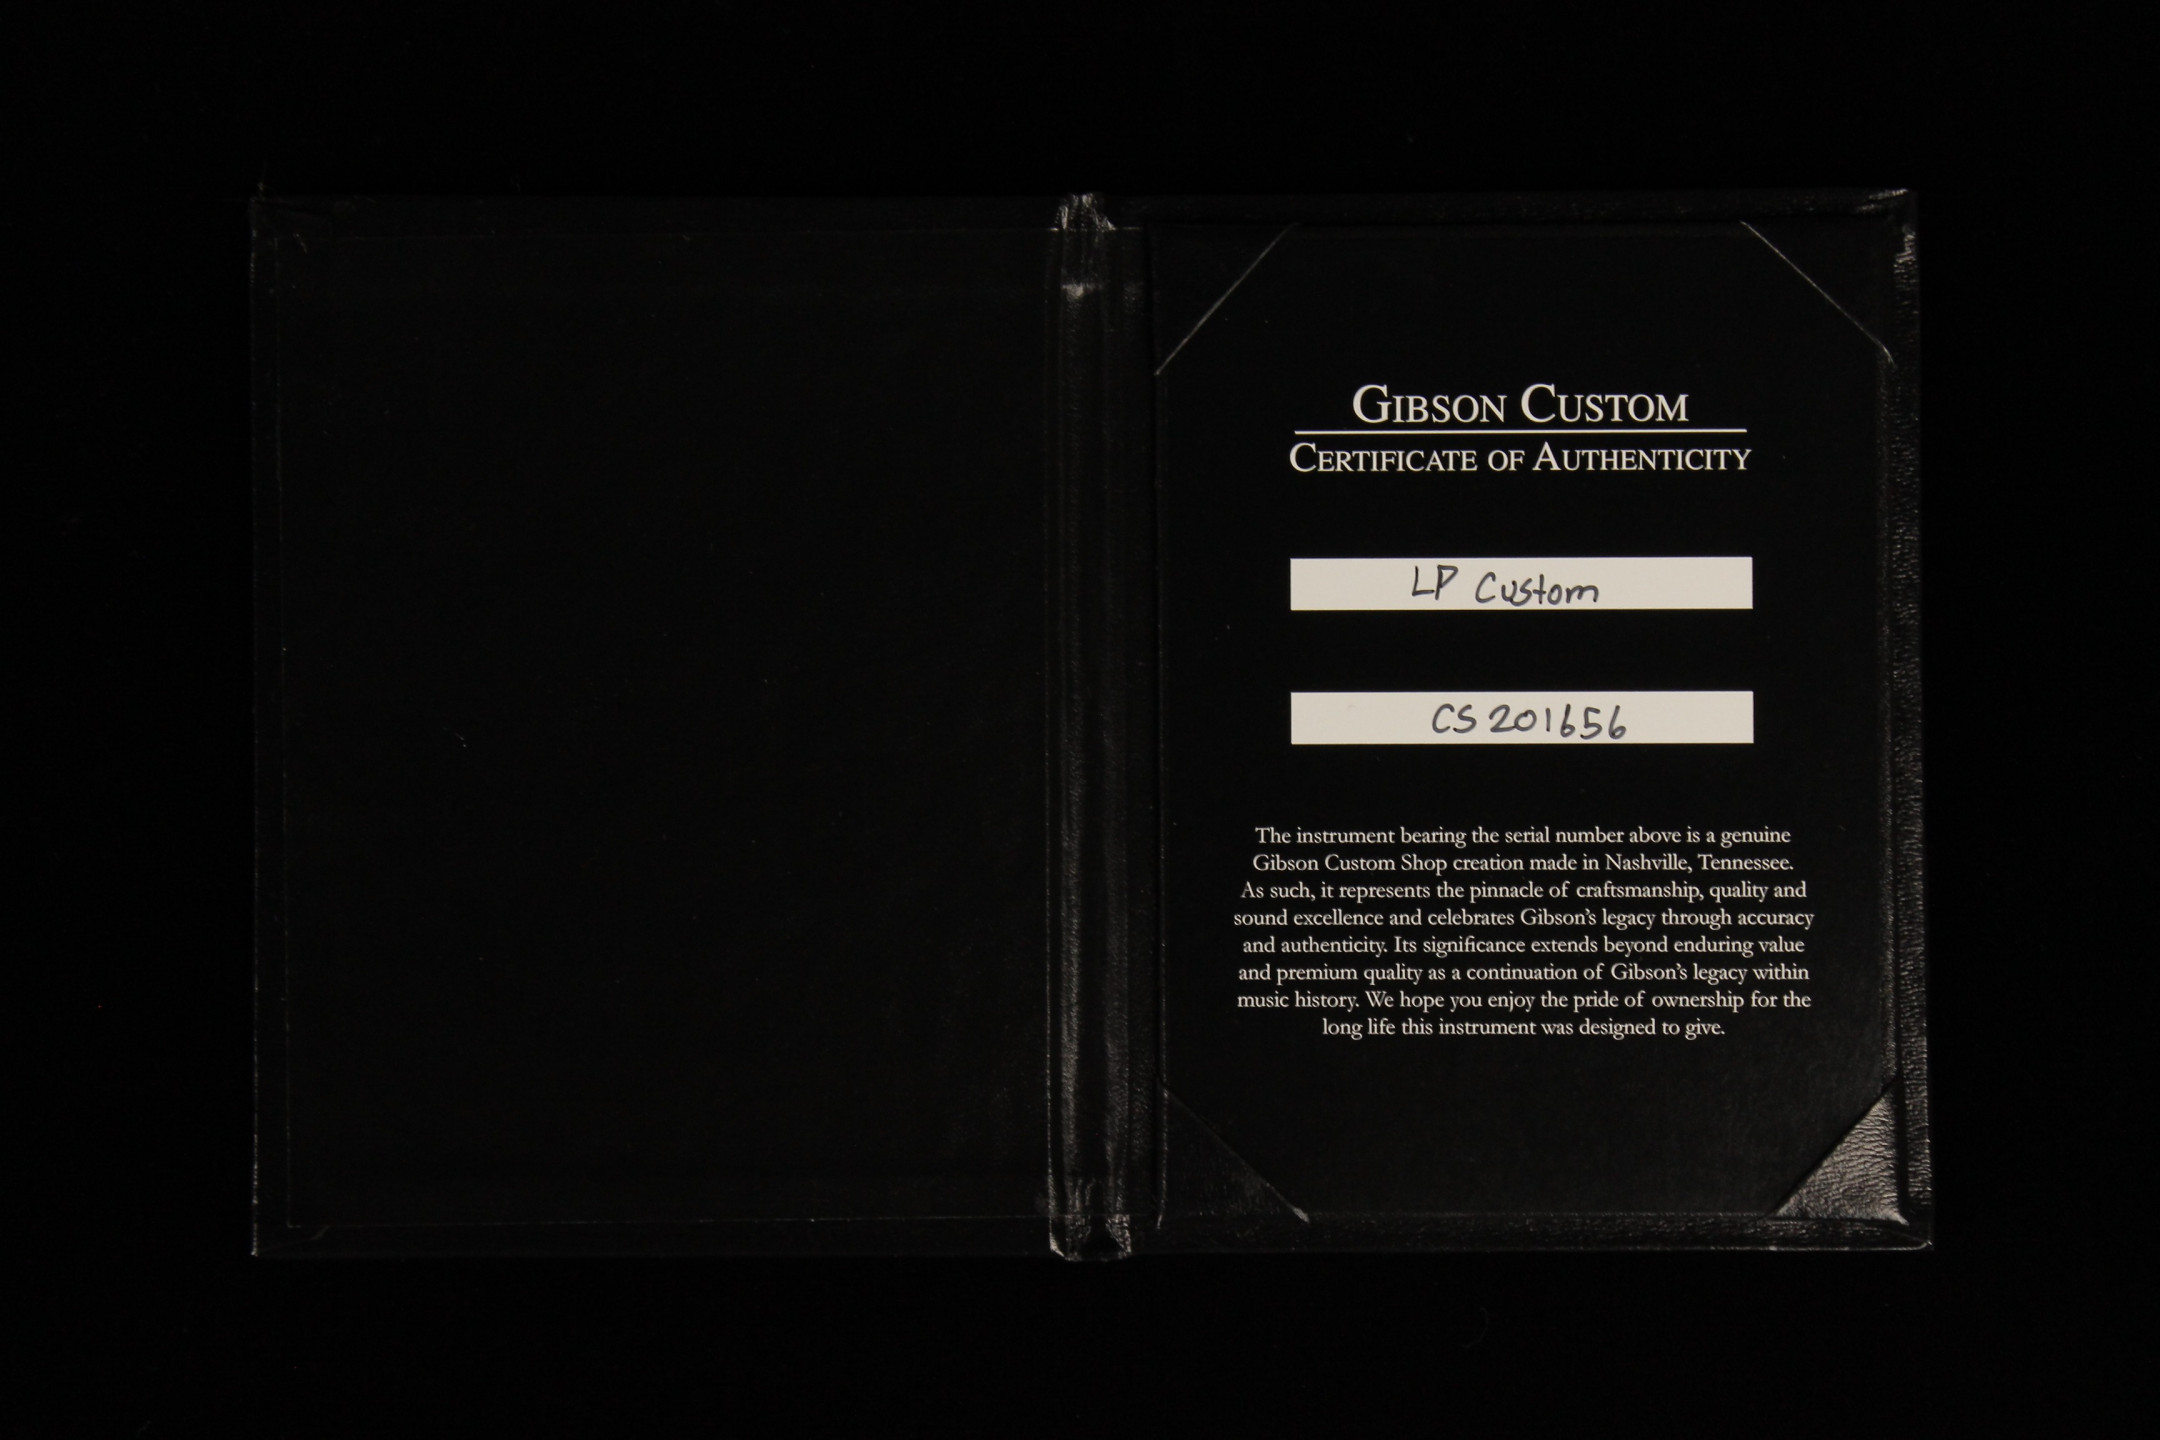 GIBSON CUSTOM
CERTIFICATE OF AUTHENTICITY
LP Custom
CS 201656
The instrument bearing the serial number above is a genuine
Gibson Custom Shop creation made in Nashville, Tennessee.
As such, it represents the pinnacle of craftsmanship, quality and
sound excellence and celebrates Gibson’s legacy through accuracy
and authenticity. Its significance extends beyond enduring value
and premium quality as a continuation of Gibson’s legacy within
music history. We hope you enjoy the pride of ownership for the
long life this instrument was designed to give.